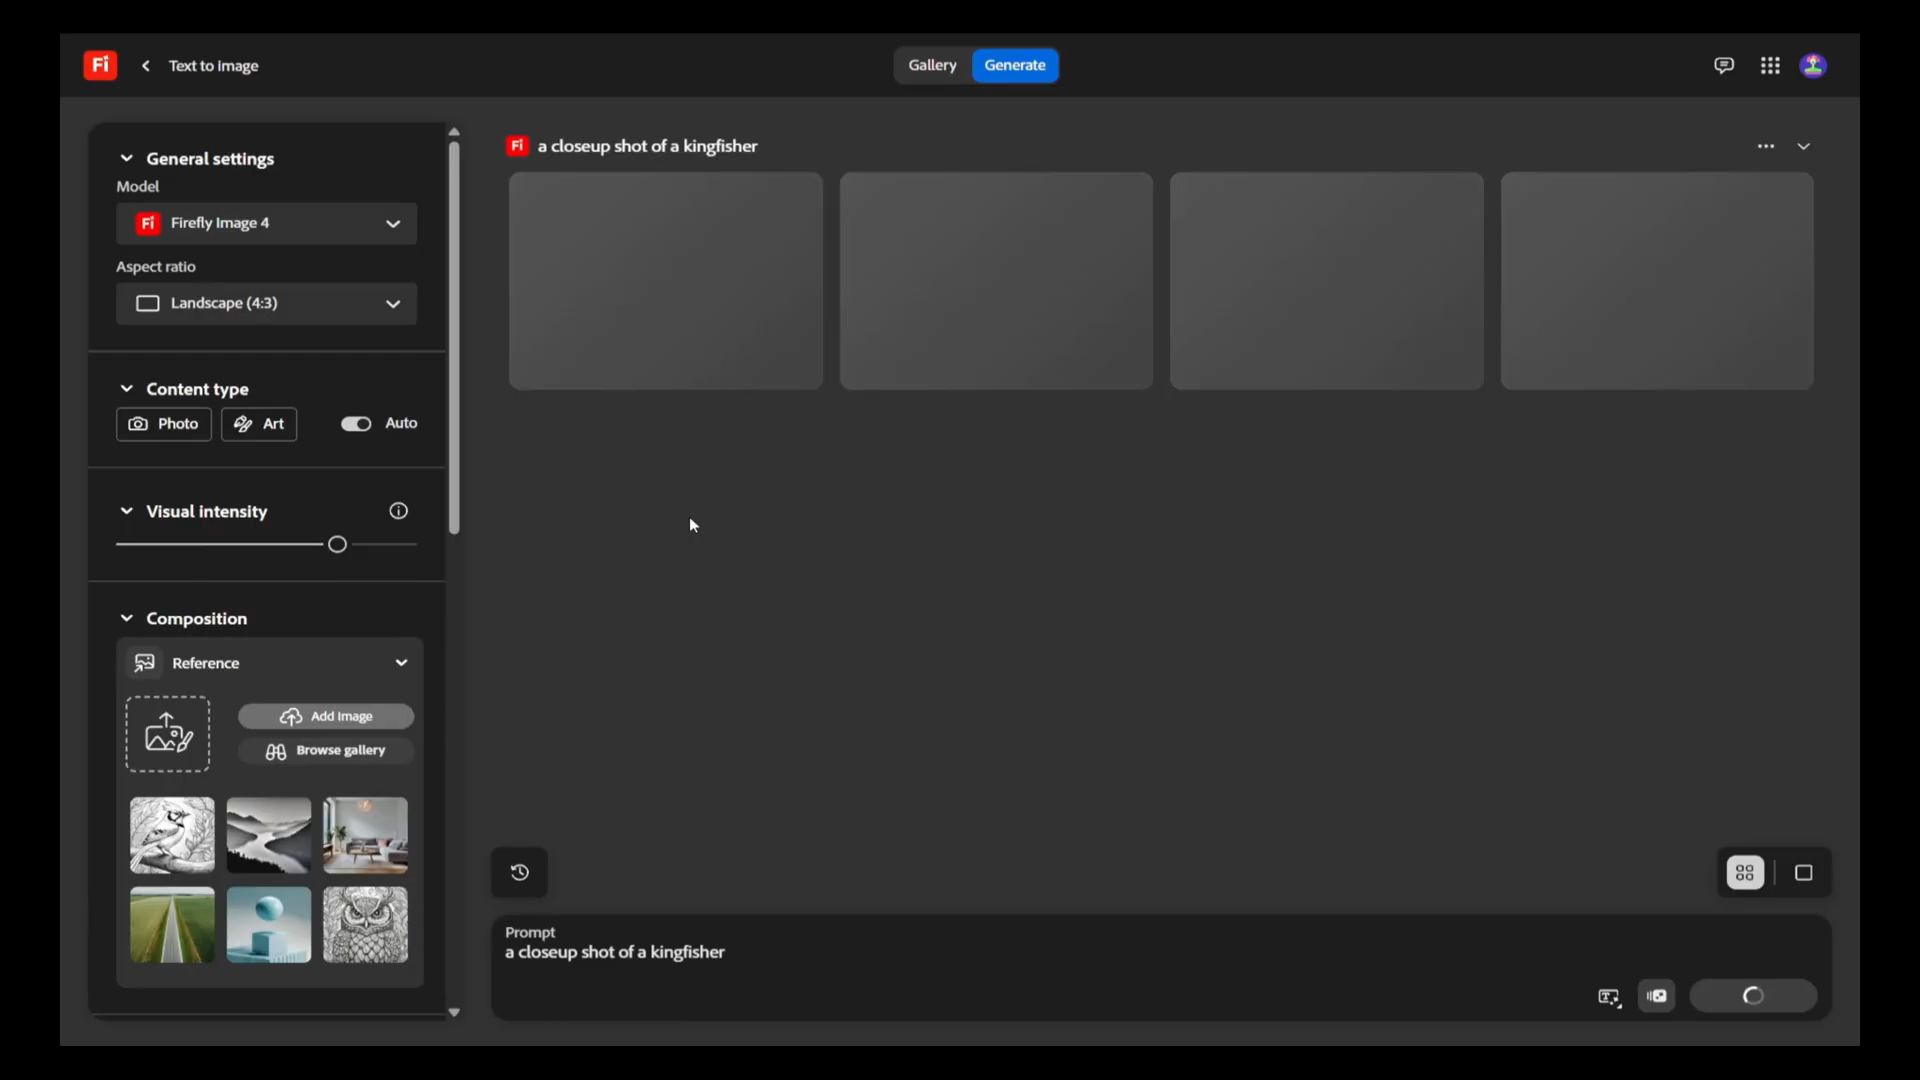 Fi
Text to image
Gallery
Generate
General settings
Model
Fi Firefly Image 4
Aspect ratio
Landscape (4:3)
Content type
Photo
Art
Auto
Visual intensity
Composition
Reference
Add Image
Browse gallery
Fi a closeup shot of a kingfisher
Prompt
a closeup shot of a kingfisher